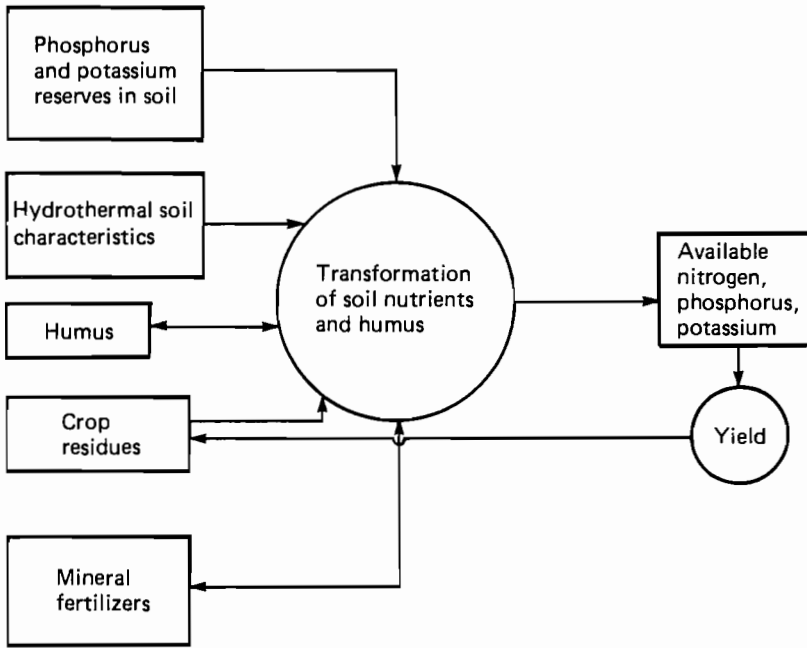 Phosphorus
and potassium
reserves in soil
Hydrothermal soil
characteristics
Humus
Crop
residues
Mineral
fertilizers
Transformation
of soil nutrients
and humus
Available
nitrogen,
phosphorus,
potassium
Yield